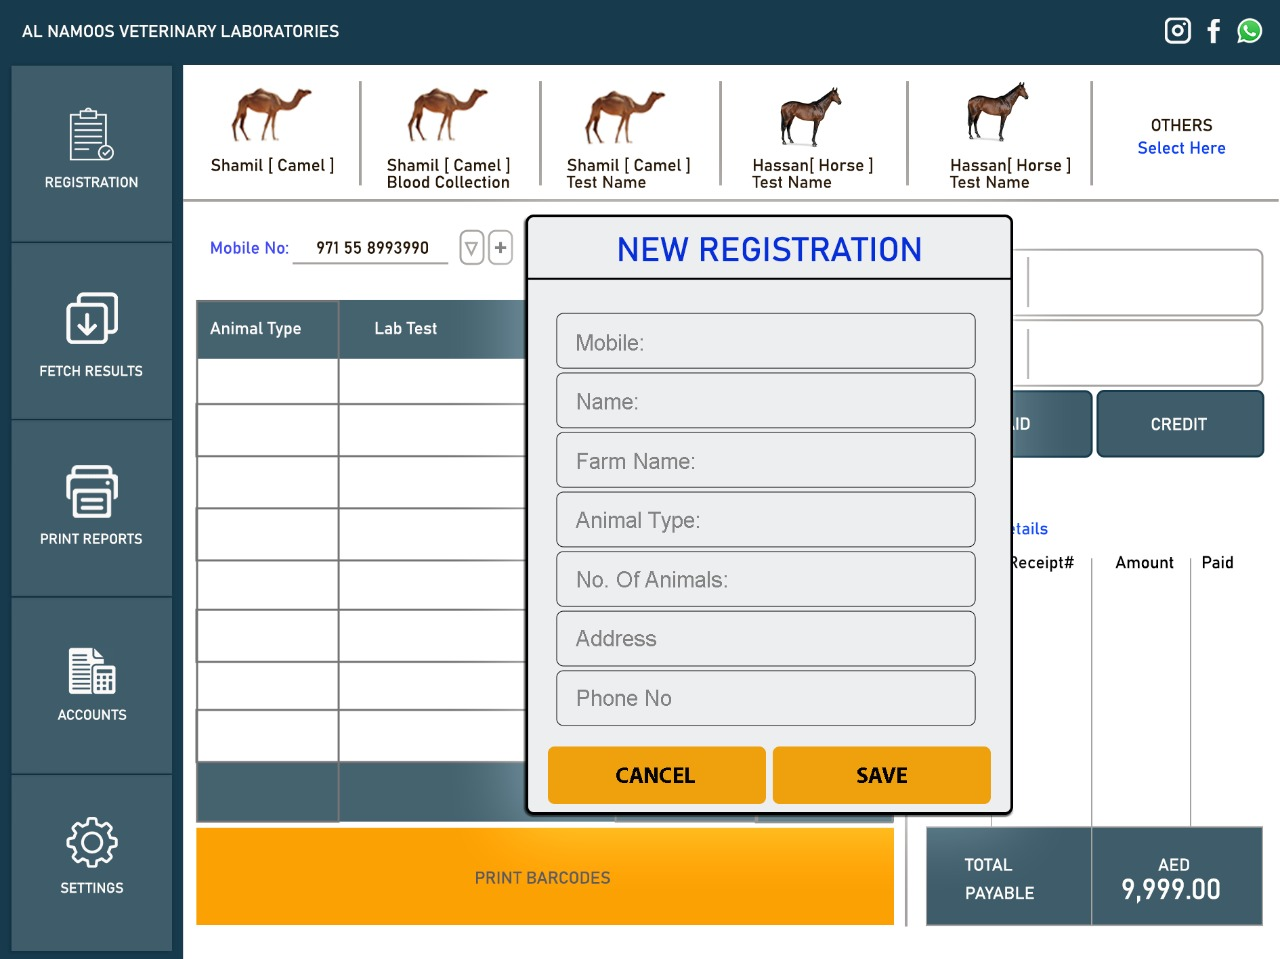 AL NAMOOS VETERINARY LABORATORIES
REGISTRATION
FETCH RESULTS
PRINT REPORTS
ACCOUNTS
SETTINGS
Shamil [ Camel ]
Shamil [ Camel ]
Blood Collection
Shamil [ Camel ]
Test Name
Hassan[ Horse ]
Test Name
Hassan[ Horse ]
Test Name
OTHERS
Select Here
Mobile No: 971 55 8993990
Animal Type Lab Test
NEW REGISTRATION
Mobile:
Name:
Farm Name:
Animal Type:
No. Of Animals:
Address
Phone No
CANCEL SAVE
CREDIT
Receipt# Amount Paid
PRINT BARCODES
TOTAL
PAYABLE
AED
9,999.00